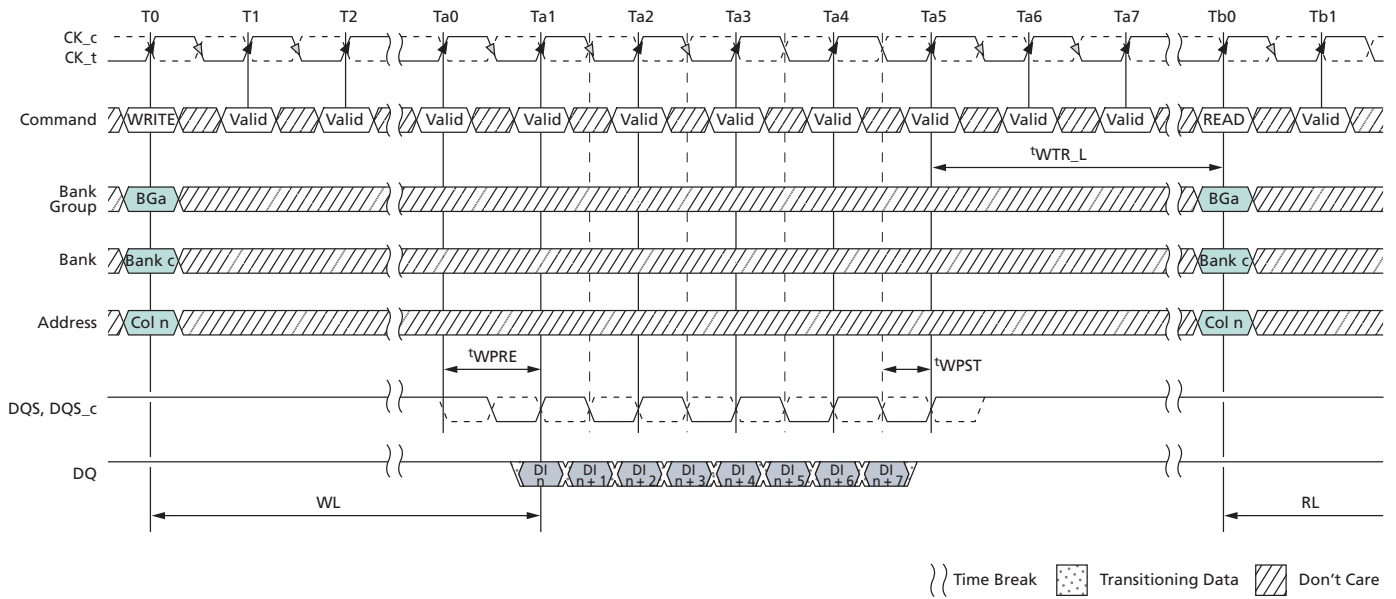 T0 T1 T2 Ta0 Ta1 Ta2 Ta3 Ta4 Ta5 Ta6 Ta7 Tb0 Tb1
CK_c
CK_t
Command WRITE Valid Valid Valid Valid Valid Valid Valid Valid Valid Valid READ Valid
tWTR_L
Bank Group BGa BGa
Bank Bank c Bank c
Address Col n Col n
tWPRE tWPST
DQS, DQS_c
DQ DI n DI n + 1 DI n + 2 DI n + 3 DI n + 4 DI n + 5 DI n + 6 DI n + 7
WL RL
Time Break Transitioning Data Don't Care